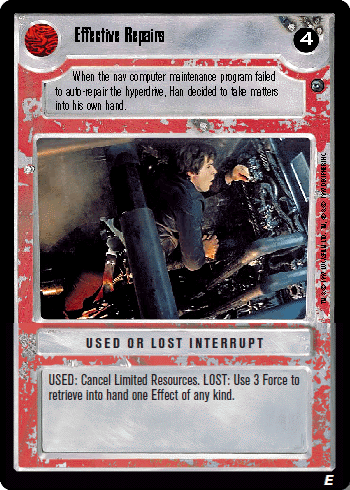 Effective Repairs
4
When the nav computer maintenance program failed
to auto-repair the hyperdrive, Han decided to take matters
into his own hand.
USED OR LOST INTERRUPT
USED: Cancel Limited Resources. LOST: Use 3 Force to
retrieve into hand one Effect of any kind.
E